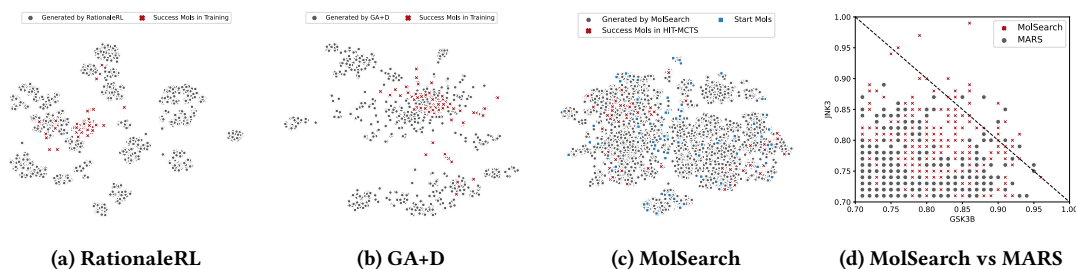 Generated by RationaleRL
Success Mols in Training
Generated by GA+D
Success Mols in Training
Gnerated by MolSearch
Start Mols
Success Mols in HIT-MCTS
MolSearch
MARS
1.00
0.95
0.90
0.85
0.80
0.75
0.70
JNK3
0.70 0.75 0.80 0.85 0.90 0.95 1.00
GSK3B
(a) RationaleRL
(b) GA+D
(c) MolSearch
(d) MolSearch vs MARS